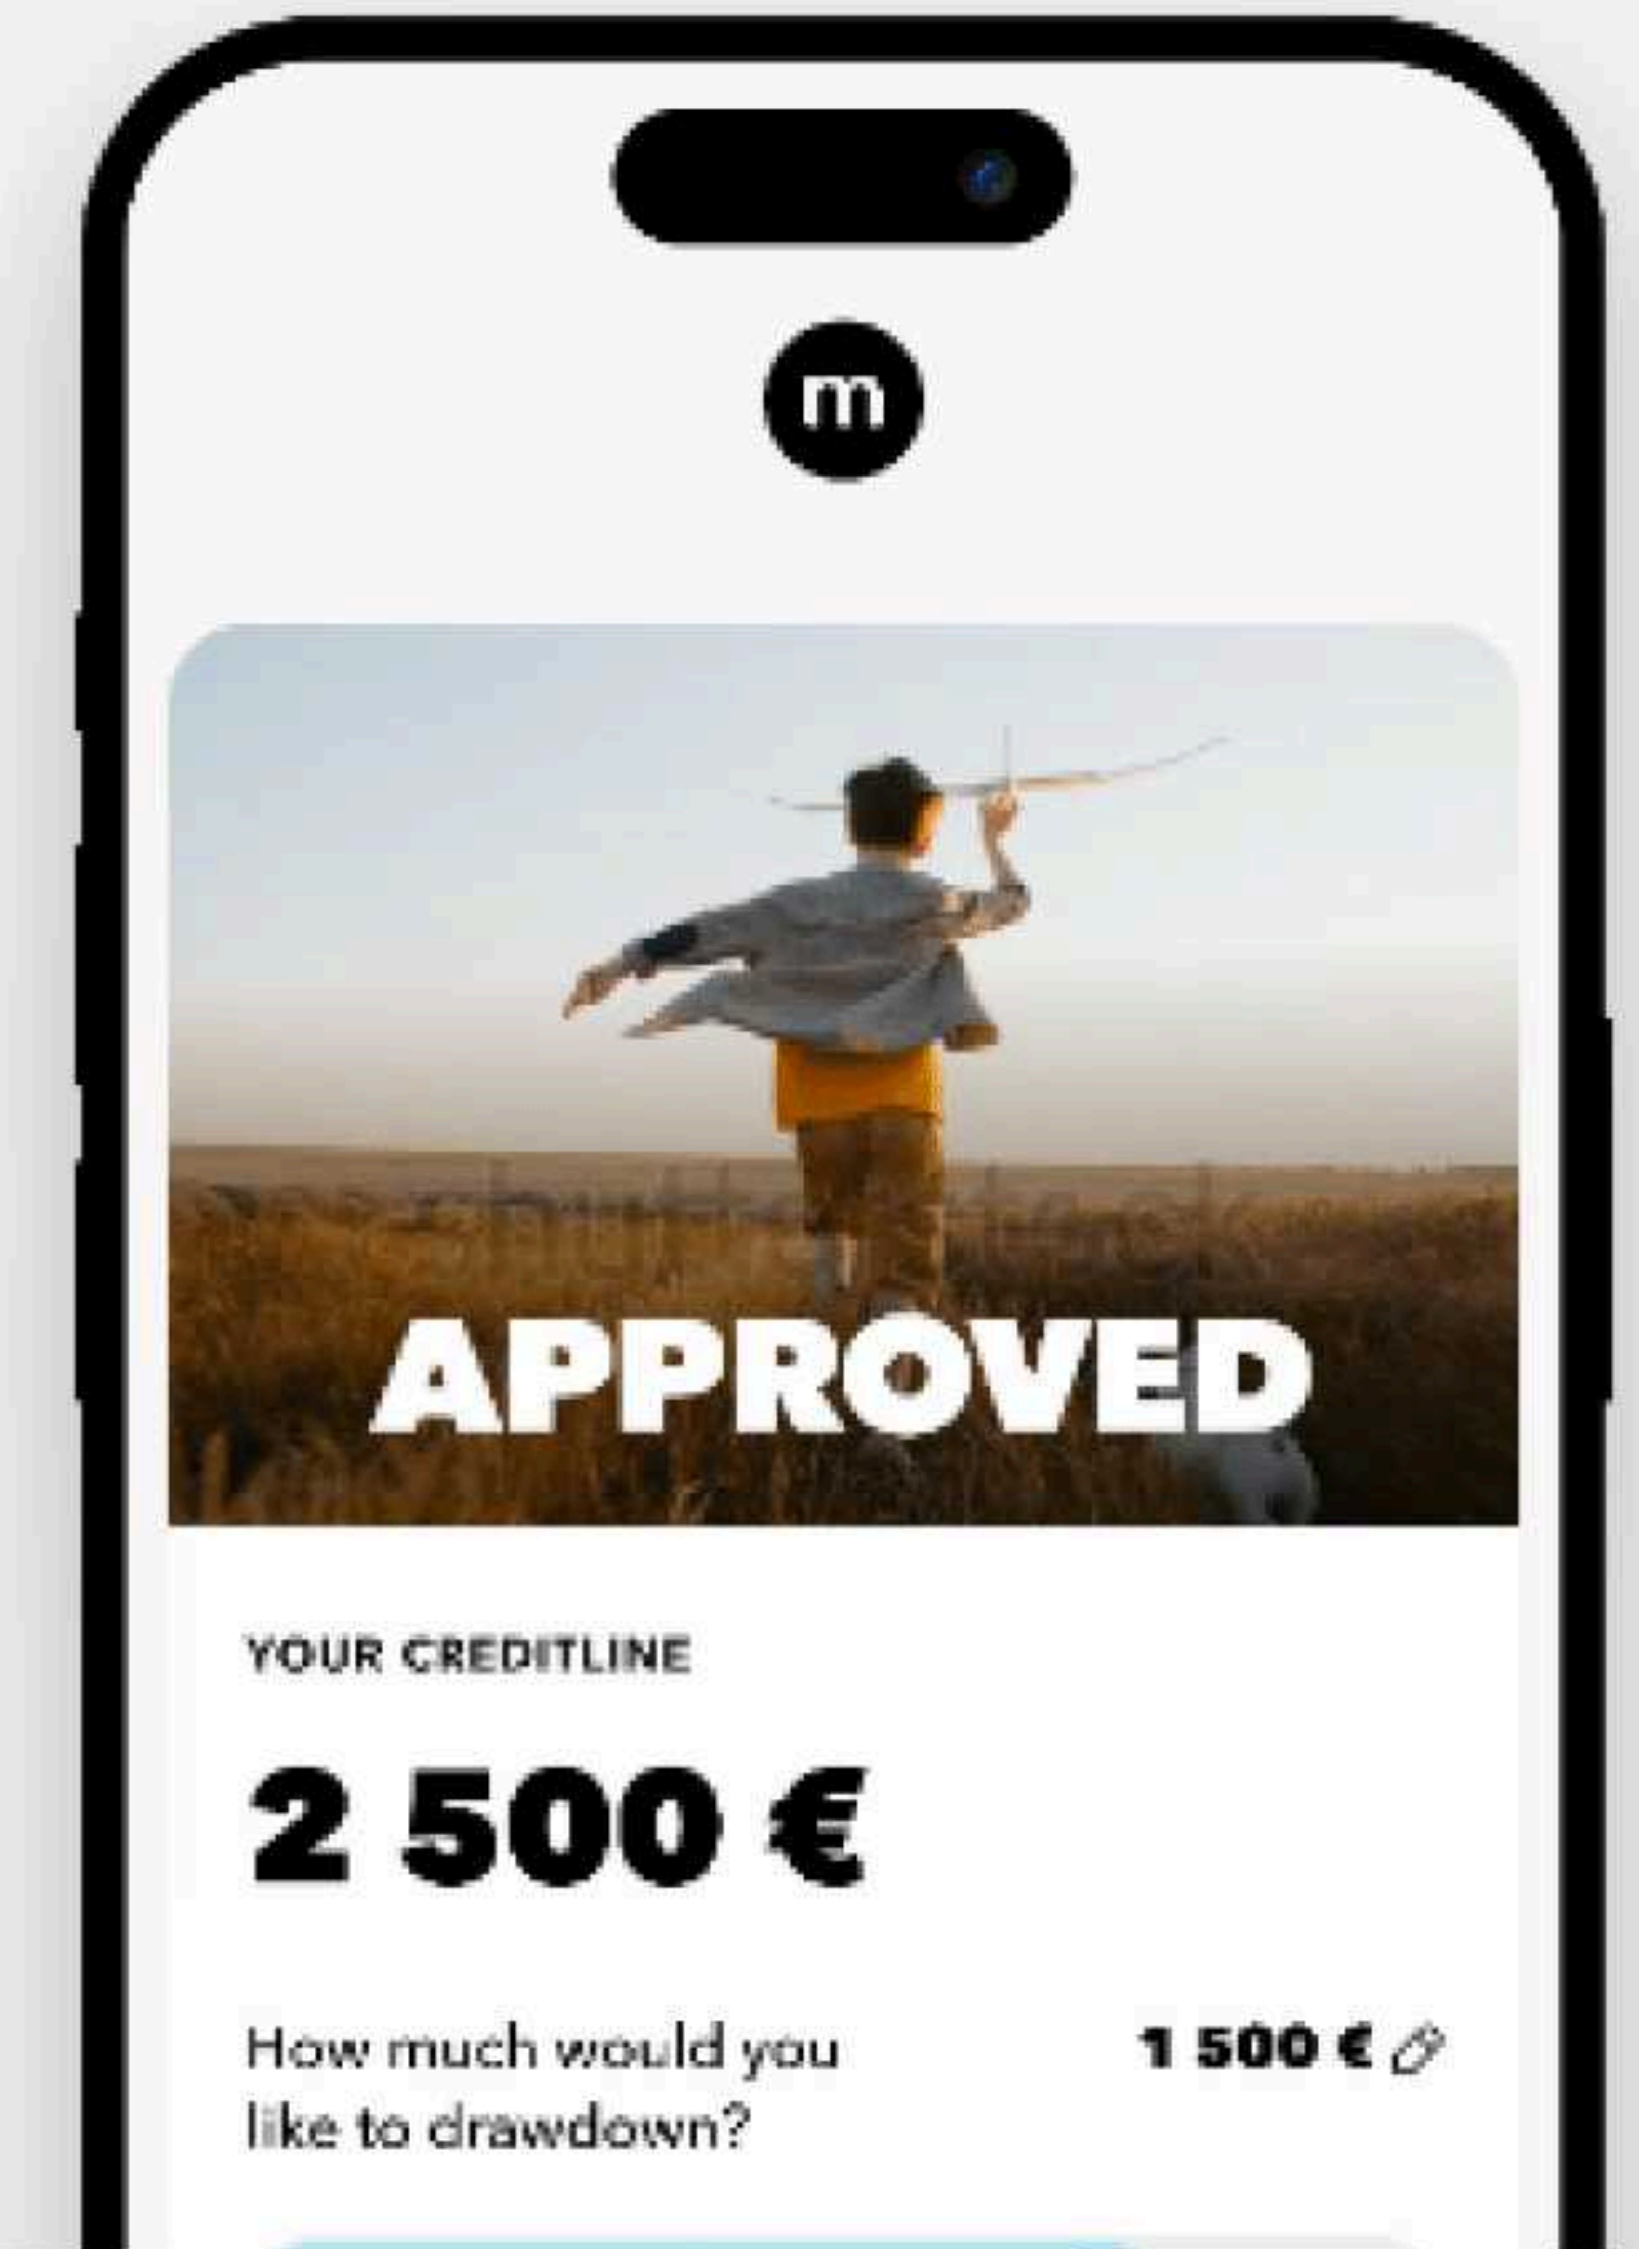 m
APPROVED
YOUR CREDITLINE
2 500 €
How much would you
like to drawdown?
1 500 €